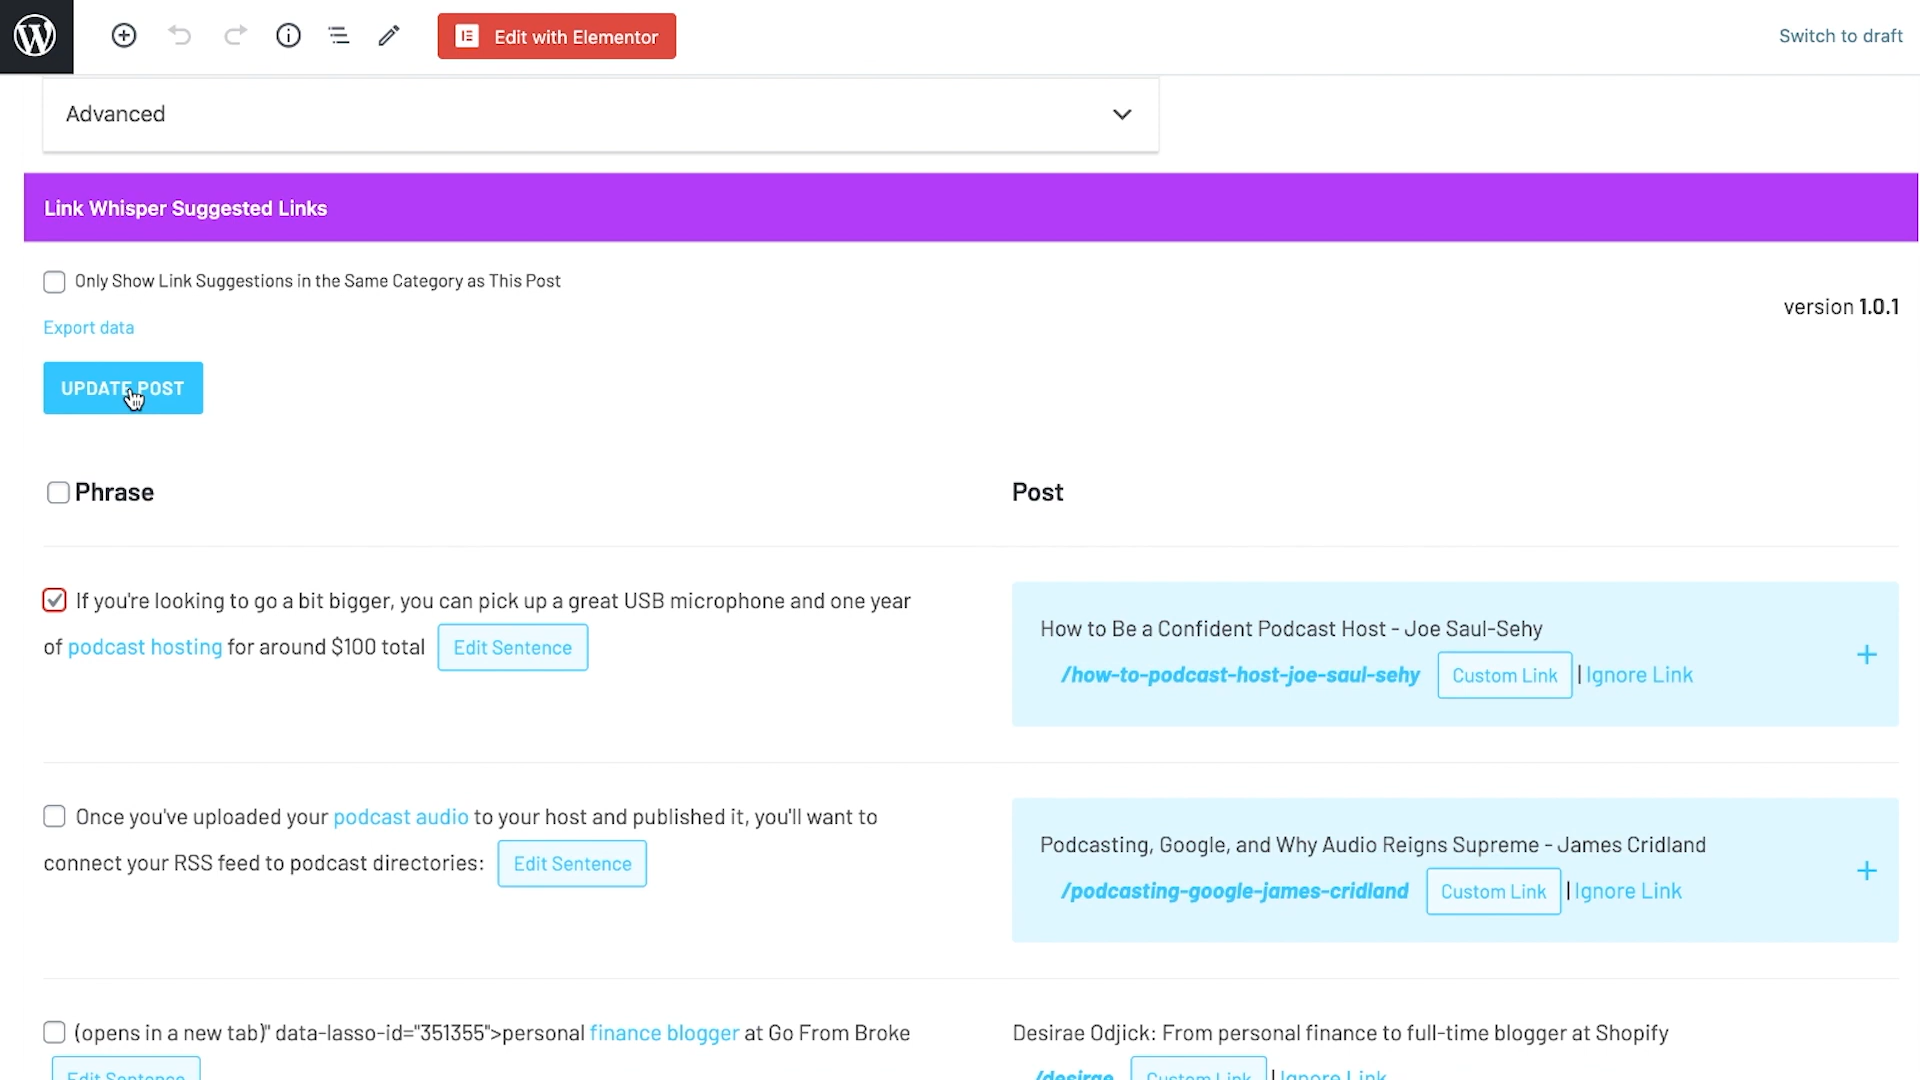 Edit with Elementor
Switch to draft
Advanced
Link Whisper Suggested Links
Only Show Link Suggestions in the Same Category as This Post
version 1.0.1
Export data
UPDATE POST
Phrase
Post
If you're looking to go a bit bigger, you can pick up a great USB microphone and one year
of podcast hosting for around $100 total Edit Sentence
How to Be a Confident Podcast Host - Joe Saul-Sehy
/how-to-podcast-host-joe-saul-sehy Custom Link | Ignore Link
+
Once you've uploaded your podcast audio to your host and published it, you'll want to
connect your RSS feed to podcast directories: Edit Sentence
Podcasting, Google, and Why Audio Reigns Supreme - James Cridland
/podcasting-google-james-cridland Custom Link | Ignore Link
+
(opens in a new tab)" data-lasso-id="351355">personal finance blogger at Go From Broke
Edit Sentence
Desirae Odjick: From personal finance to full-time blogger at Shopify
/desirae Custom Link | Ignore Link